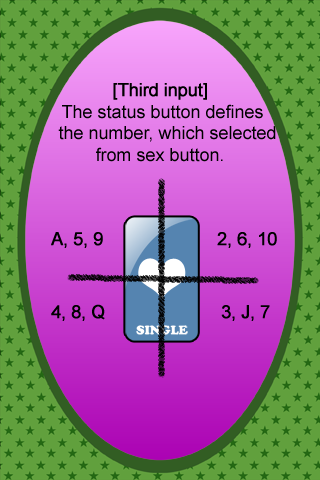 [Third input]
The status button defines
the number, which selected
from sex button.
A, 5, 9
2, 6, 10
4, 8, Q
3, J, 7
SINGLE